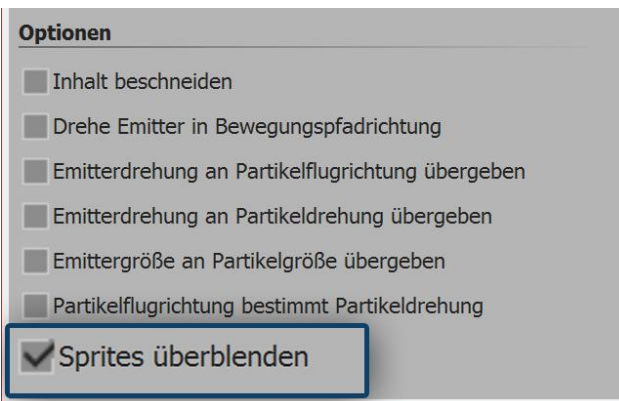 Optionen
Inhalt beschneiden
Drehe Emitter in Bewegungspfadrichtung
Emitterdrehung an Partikelflugrichtung übergeben
Emitterdrehung an Partikeldrehung übergeben
Emittergröße an Partikelgröße übergeben
Partikelflugrichtung bestimmt Partikeldrehung
Sprites überblenden